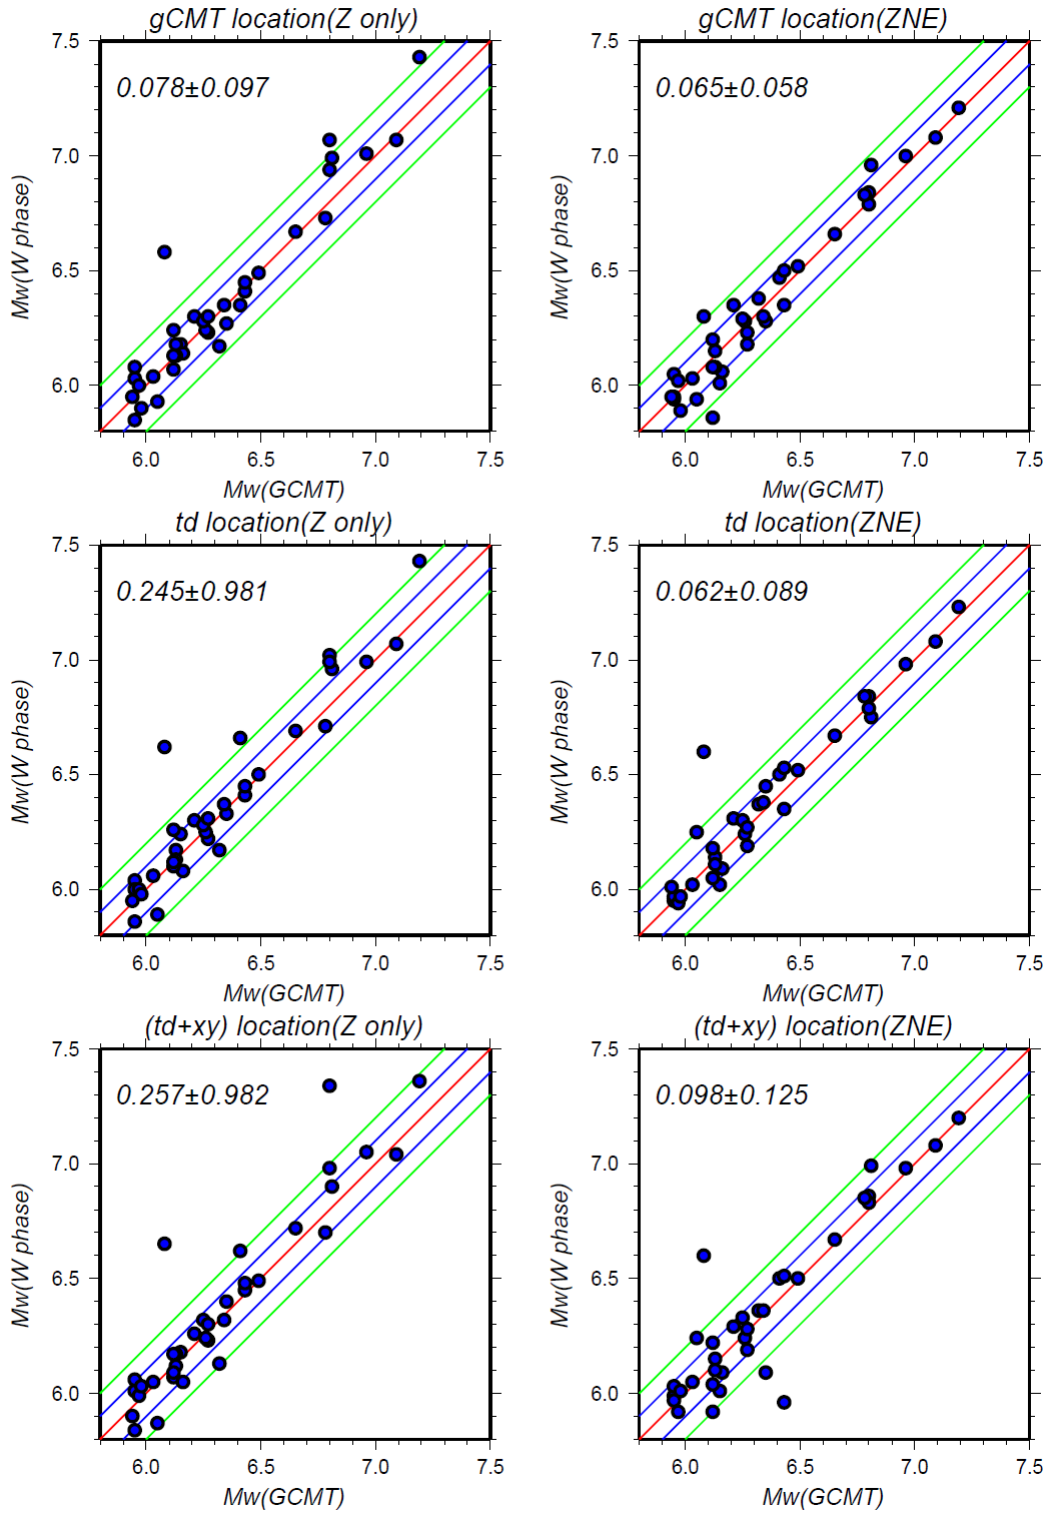 gCMT location(Z only)
7.5
0.078±0.097
7.0
Mw(W phase)
6.5
6.0
6.0 6.5 7.0 7.5
Mw(GCMT)
gCMT location(ZNE)
7.5
0.065±0.058
7.0
Mw(W phase)
6.5
6.0
6.0 6.5 7.0 7.5
Mw(GCMT)
td location(Z only)
7.5
0.245±0.981
7.0
Mw(W phase)
6.5
6.0
6.0 6.5 7.0 7.5
Mw(GCMT)
td location(ZNE)
7.5
0.062±0.089
7.0
Mw(W phase)
6.5
6.0
6.0 6.5 7.0 7.5
Mw(GCMT)
(td+xy) location(Z only)
7.5
0.257±0.982
7.0
Mw(W phase)
6.5
6.0
6.0 6.5 7.0 7.5
Mw(GCMT)
(td+xy) location(ZNE)
7.5
0.098±0.125
7.0
Mw(W phase)
6.5
6.0
6.0 6.5 7.0 7.5
Mw(GCMT)